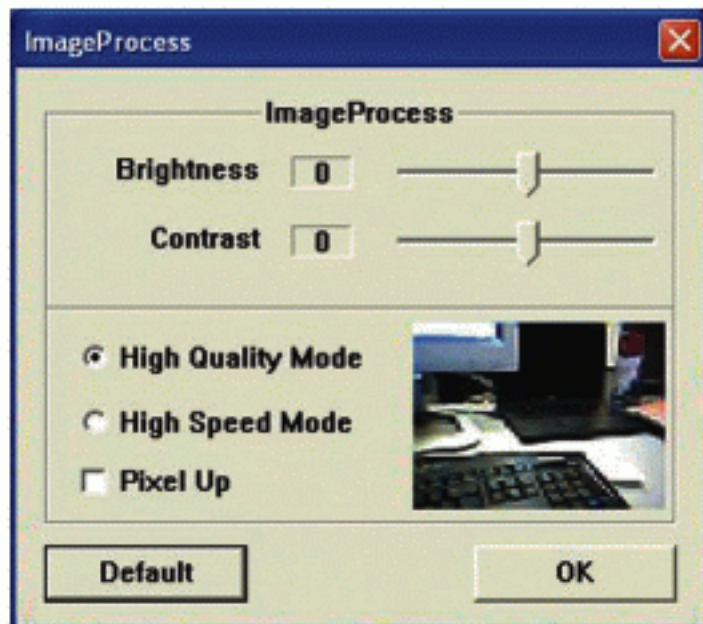 ImageProcess
ImageProcess
Brightness 0
Contrast 0
High Quality Mode
High Speed Mode
Pixel Up
Default OK